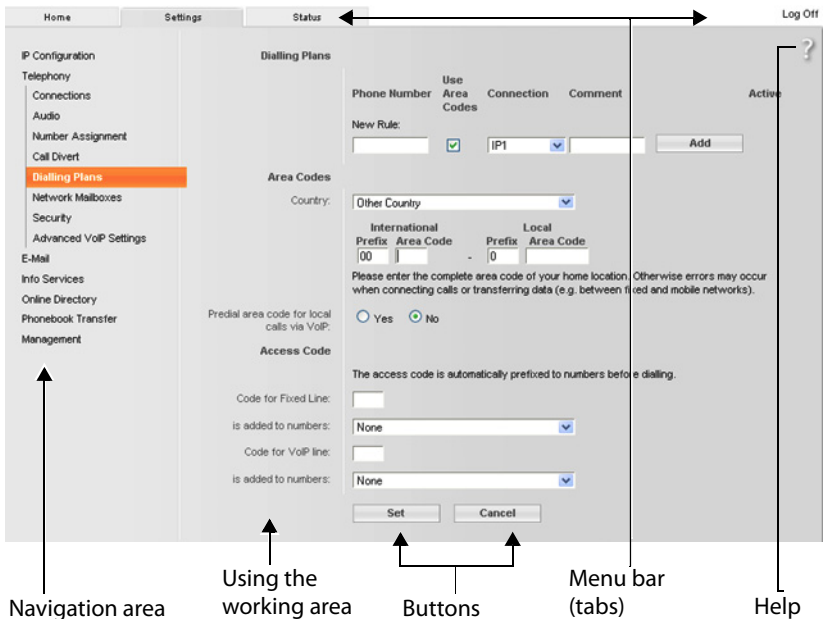 Home Settings Status Log Off
IP Configuration
Telephony
Connections
Audio
Number Assignment
Call Divert
Dialling Plans
Network Mailboxes
Security
Advanced VoIP Settings
E-Mail
Info Services
Online Directory
Phonebook Transfer
Management
Dialling Plans
Phone Number Use Area Codes Connection Comment Active
New Rule:
IP1 Add
Area Codes
Country: Other Country
International Local
Prefix Area Code Prefix Area Code
00 - 0
Please enter the complete area code of your home location. Otherwise errors may occur
when connecting calls or transferring data (e.g. between fixed and mobile networks).
Predial area code for local
calls via VoIP: Yes No
Access Code
The access code is automatically prefixed to numbers before dialling.
Code for Fixed Line:
is added to numbers: None
Code for VoIP line:
is added to numbers: None
Set Cancel
?
Navigation area
Using the
working area
Buttons
Menu bar
(tabs)
Help